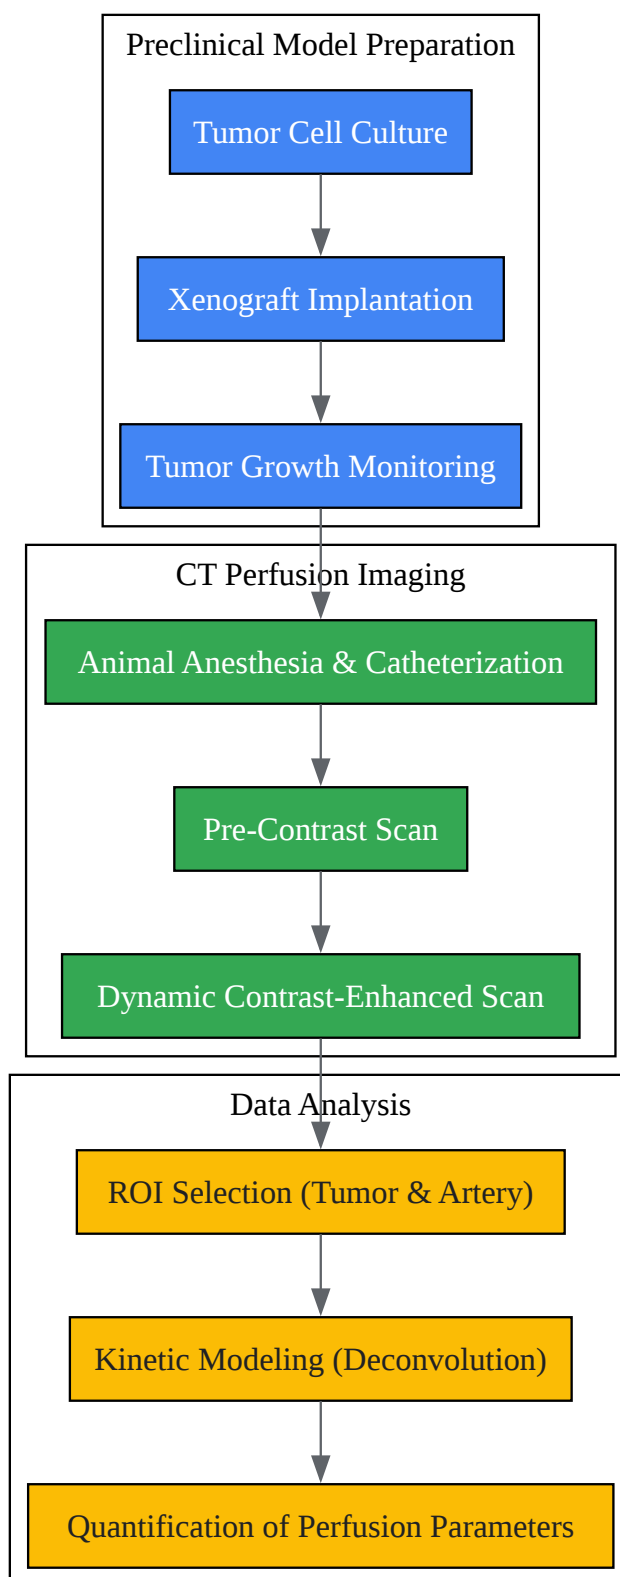 Preclinical Model Preparation
Tumor Cell Culture
Xenograft Implantation
Tumor Growth Monitoring
CT Perfusion Imaging
Animal Anesthesia & Catheterization
Pre-Contrast Scan
Dynamic Contrast-Enhanced Scan
Data Analysis
ROI Selection (Tumor & Artery)
Kinetic Modeling (Deconvolution)
Quantification of Perfusion Parameters